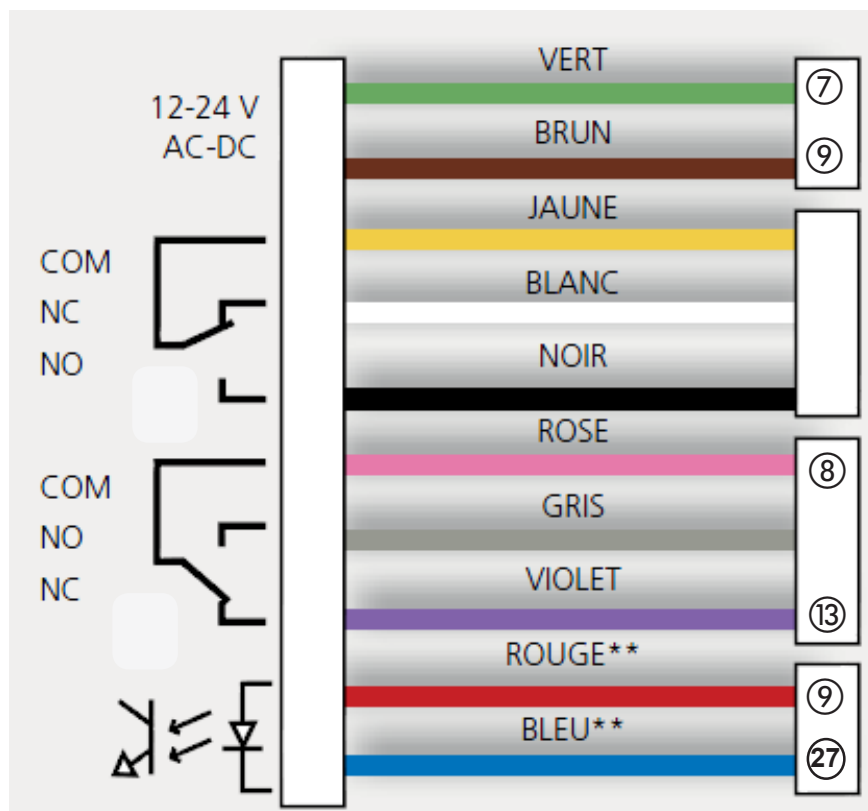 VERT
⑦
12-24 V
AC-DC
BRUN
⑨
JAUNE
COM
BLANC
NC
NOIR
NO
ROSE
⑧
COM
GRIS
NO
VIOLET
NC
⑬
ROUGE**
⑨
BLEU**
㉗